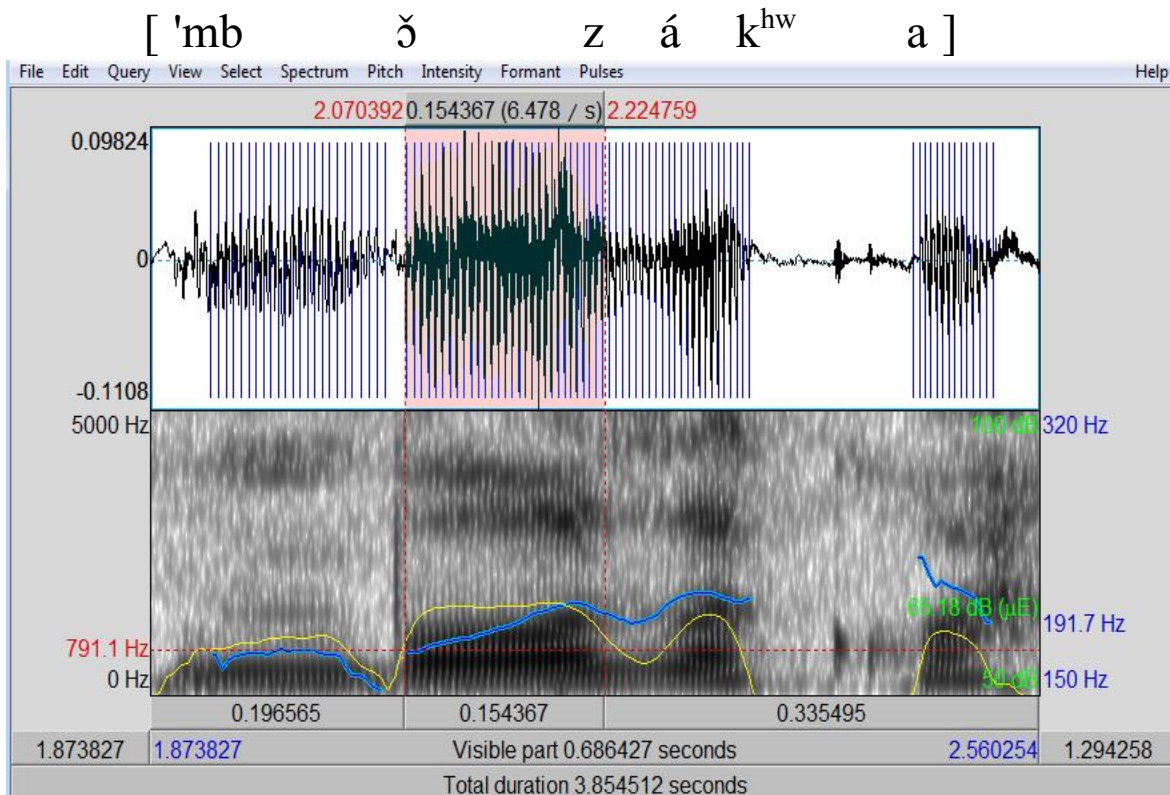 [ 'mb ɔ̌ z á kʰʷ a ]
File Edit Query View Select Spectrum Pitch Intensity Formant Pulses Help
2.070392 0.154367 (6.478 / s) 2.224759
0.09824
0
-0.1108
5000 Hz 100 dB 320 Hz
65.18 dB (µE)
791.1 Hz 191.7 Hz
0 Hz 50 dB 150 Hz
0.196565 0.154367 0.335495
1.873827 1.873827 Visible part 0.686427 seconds 2.560254 1.294258
Total duration 3.854512 seconds